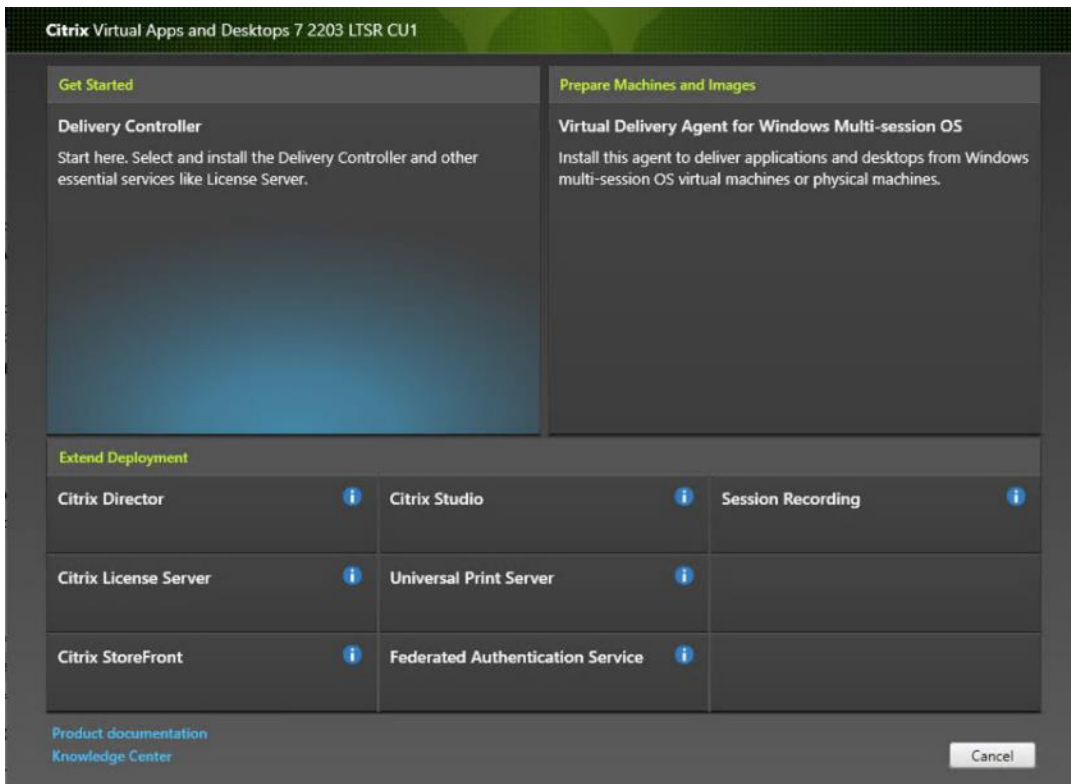 Citrix Virtual Apps and Desktops 7 2203 LTSR CU1
Get Started
Delivery Controller
Start here. Select and install the Delivery Controller and other
essential services like License Server.
Prepare Machines and Images
Virtual Delivery Agent for Windows Multi-session OS
Install this agent to deliver applications and desktops from Windows
multi-session OS virtual machines or physical machines.
Extend Deployment
Citrix Director
Citrix Studio
Session Recording
Citrix License Server
Universal Print Server
Citrix StoreFront
Federated Authentication Service
Product documentation
Knowledge Center
Cancel